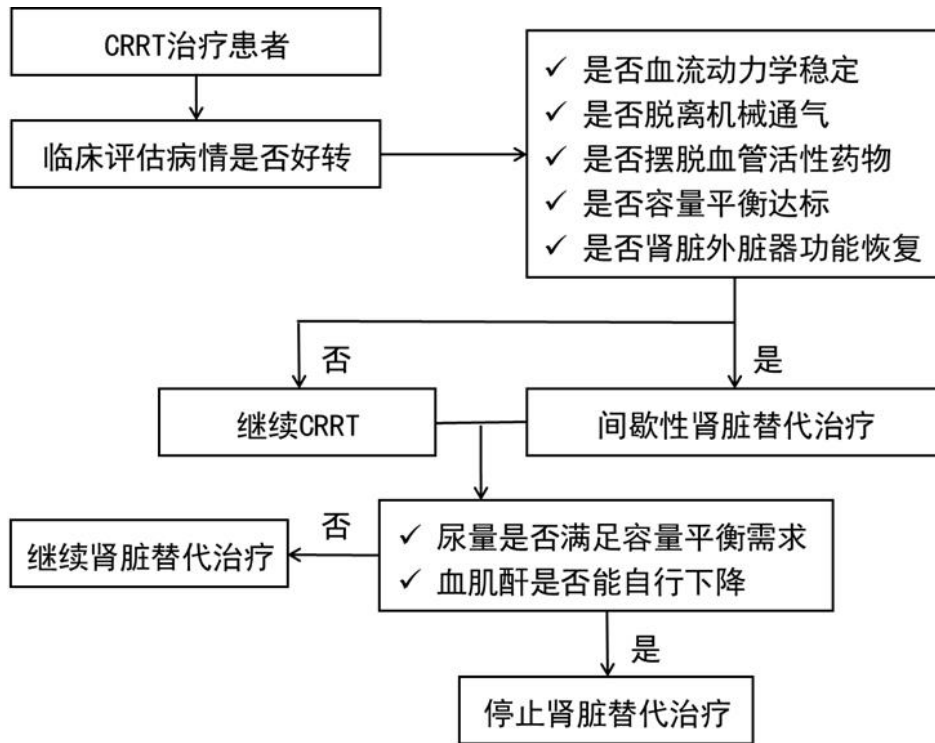 CRRT治疗患者
临床评估病情是否好转
✓ 是否血流动力学稳定
✓ 是否脱离机械通气
✓ 是否摆脱血管活性药物
✓ 是否容量平衡达标
✓ 是否肾脏外脏器功能恢复
否
是
继续CRRT
间歇性肾脏替代治疗
✓ 尿量是否满足容量平衡需求
✓ 血肌酐是否能自行下降
否
继续肾脏替代治疗
是
停止肾脏替代治疗